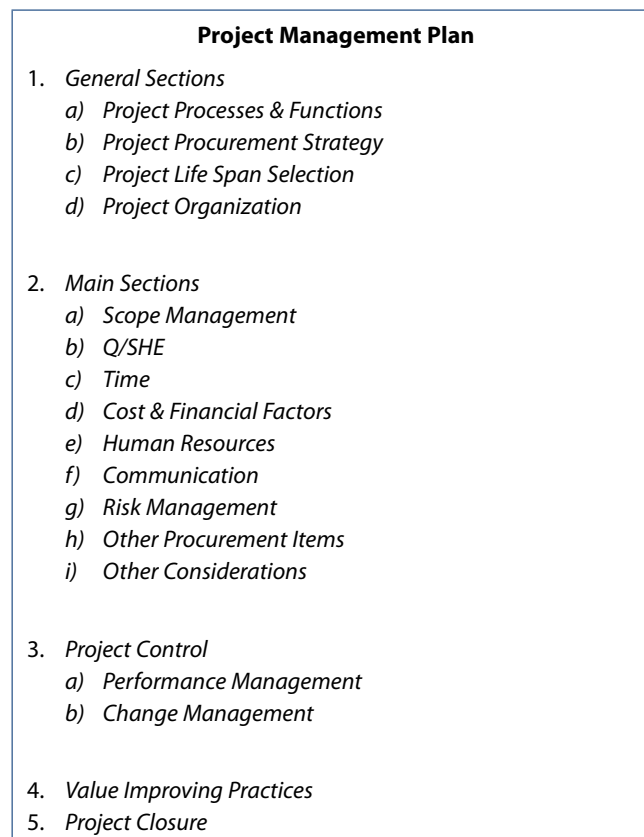 Project Management Plan
1. General Sections
a) Project Processes & Functions
b) Project Procurement Strategy
c) Project Life Span Selection
d) Project Organization
2. Main Sections
a) Scope Management
b) Q/SHE
c) Time
d) Cost & Financial Factors
e) Human Resources
f) Communication
g) Risk Management
h) Other Procurement Items
i) Other Considerations
3. Project Control
a) Performance Management
b) Change Management
4. Value Improving Practices
5. Project Closure